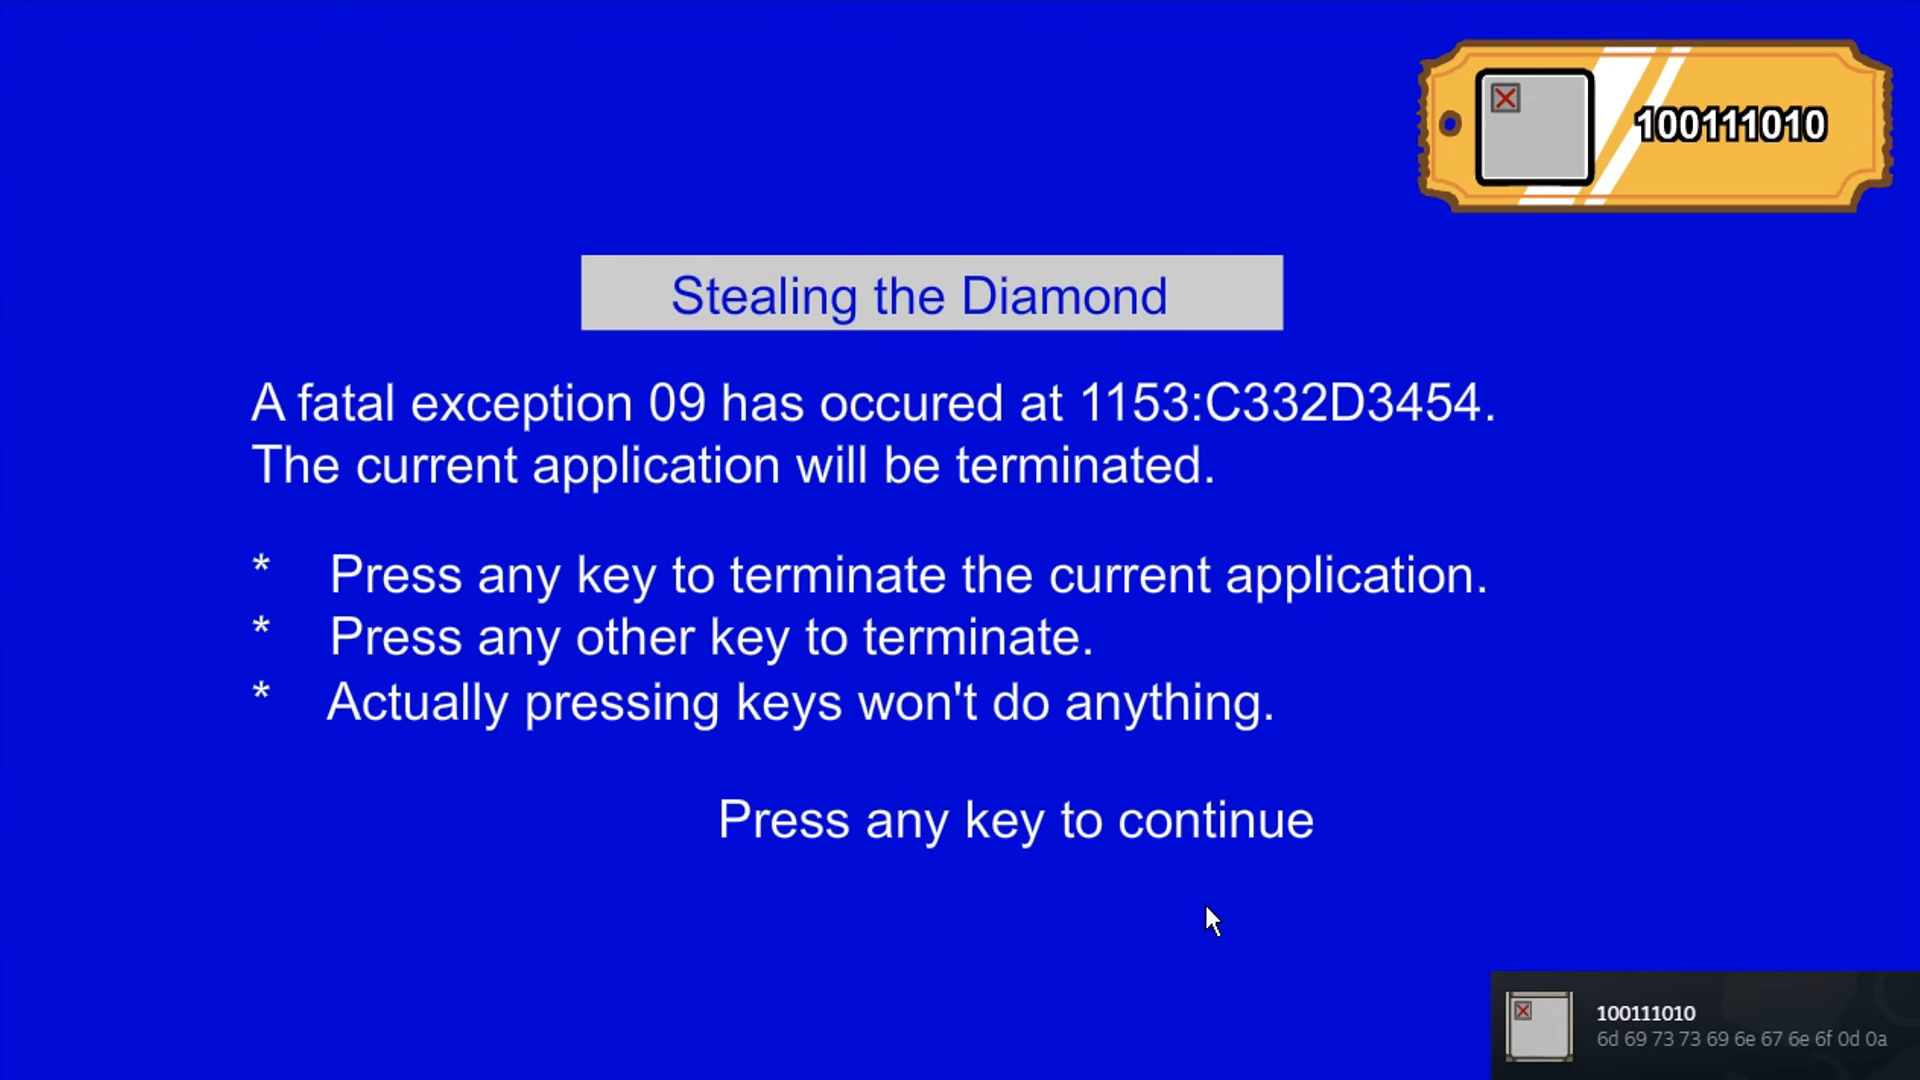 100111010
Stealing the Diamond
A fatal exception 09 has occured at 1153:C332D3454.
The current application will be terminated.
* Press any key to terminate the current application.
* Press any other key to terminate.
* Actually pressing keys won't do anything.
Press any key to continue
100111010
6d 69 73 73 69 6e 67 6e 6f 0d 0a